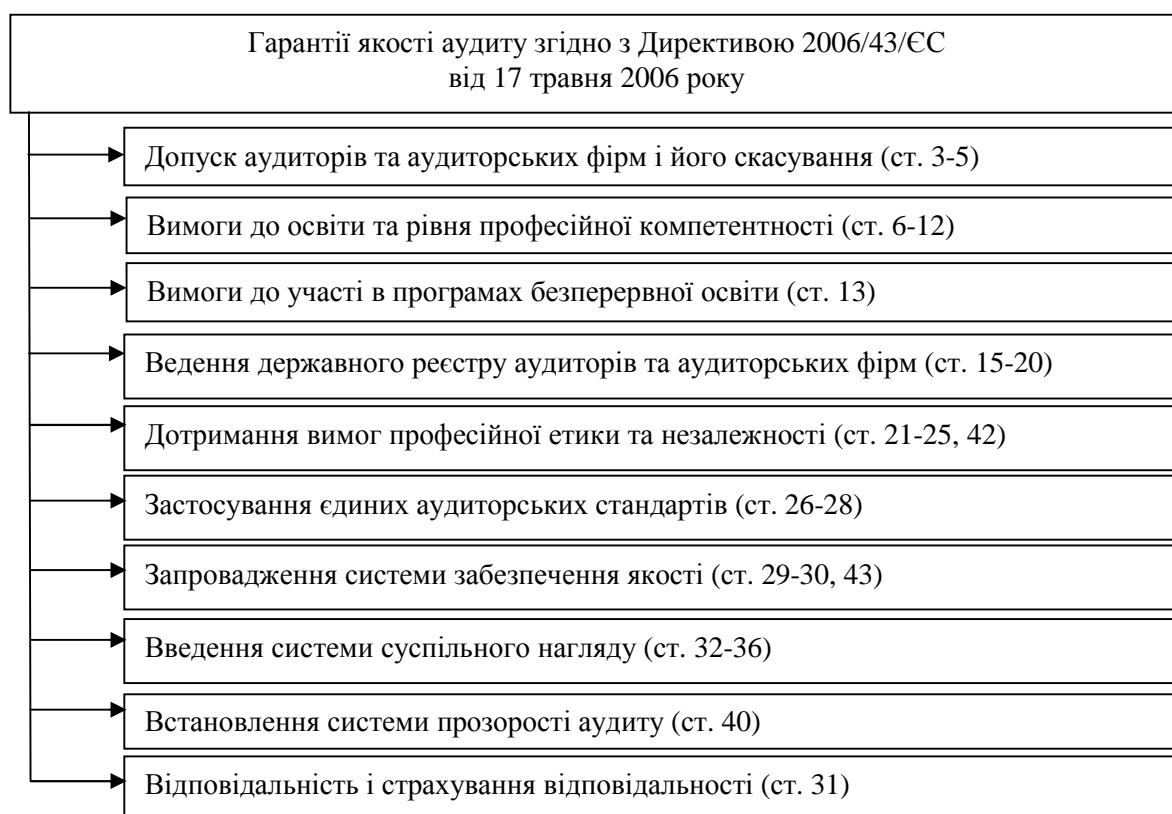 Гарантії якості аудиту згідно з Директивою 2006/43/ЄС
від 17 травня 2006 року
Допуск аудиторів та аудиторських фірм і його скасування (ст. 3-5)
Вимоги до освіти та рівня професійної компетентності (ст. 6-12)
Вимоги до участі в програмах безперервної освіти (ст. 13)
Ведення державного реєстру аудиторів та аудиторських фірм (ст. 15-20)
Дотримання вимог професійної етики та незалежності (ст. 21-25, 42)
Застосування єдиних аудиторських стандартів (ст. 26-28)
Запровадження системи забезпечення якості (ст. 29-30, 43)
Введення системи суспільного нагляду (ст. 32-36)
Встановлення системи прозорості аудиту (ст. 40)
Відповідальність і страхування відповідальності (ст. 31)